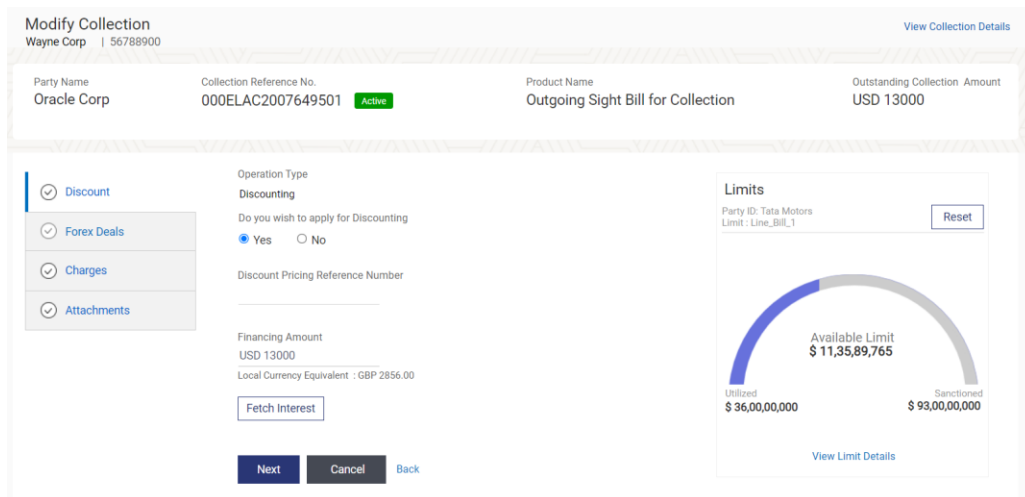 Modify Collection
View Collection Details
Wayne Corp | 56788900
Party Name
Oracle Corp
Collection Reference No.
000ELAC2007649501 Active
Product Name
Outgoing Sight Bill for Collection
Outstanding Collection Amount
USD 13000
Discount
Forex Deals
Charges
Attachments
Operation Type
Discounting
Do you wish to apply for Discounting
Yes No
Discount Pricing Reference Number
Financing Amount
USD 13000
Local Currency Equivalent : GBP 2856.00
Fetch Interest
Next Cancel Back
Limits
Party ID: Tata Motors
Limit : Line_Bill_1
Reset
Available Limit
$ 11,35,89,765
Utilized
$ 36,00,00,000
Sanctioned
$ 93,00,00,000
View Limit Details